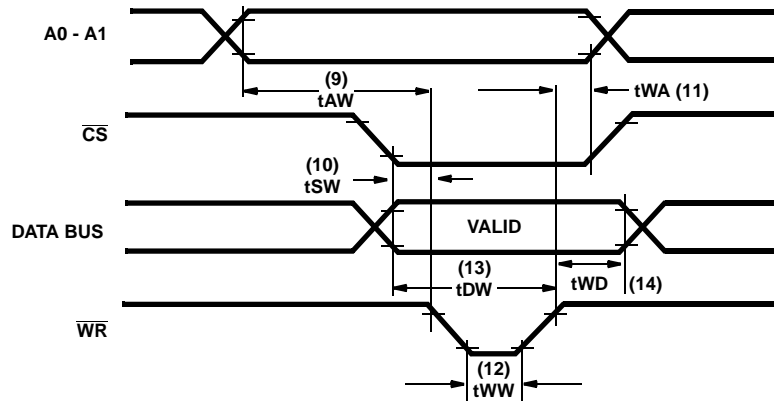 A0 - A1
(9)
tAW
tWA (11)
CS
(10)
tSW
DATA BUS
VALID
(13)
tDW
tWD (14)
WR
(12)
tWW